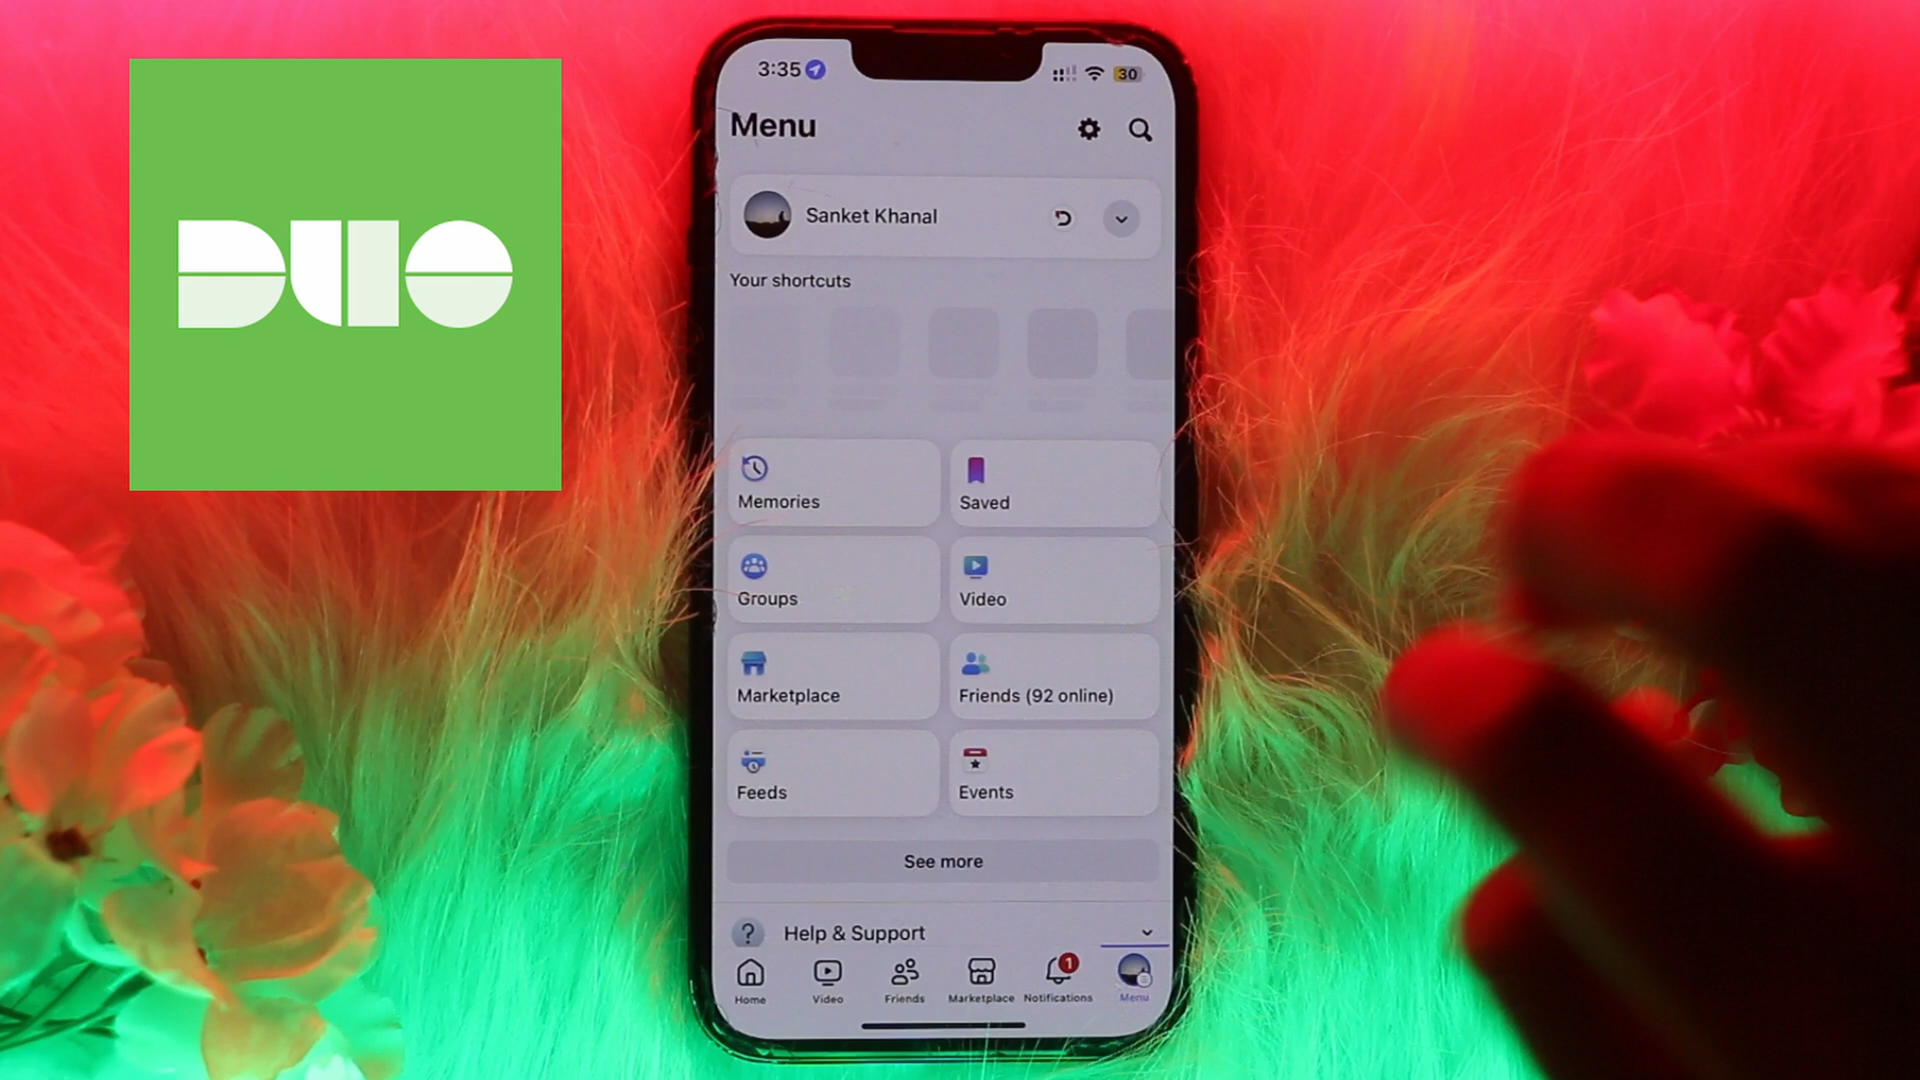 DUO
3:35
30
Menu
Sanket Khanal
Your shortcuts
Memories
Saved
Groups
Video
Marketplace
Friends (92 online)
Feeds
Events
See more
? Help & Support
1
Home Video Friends Marketplace Notifications Menu